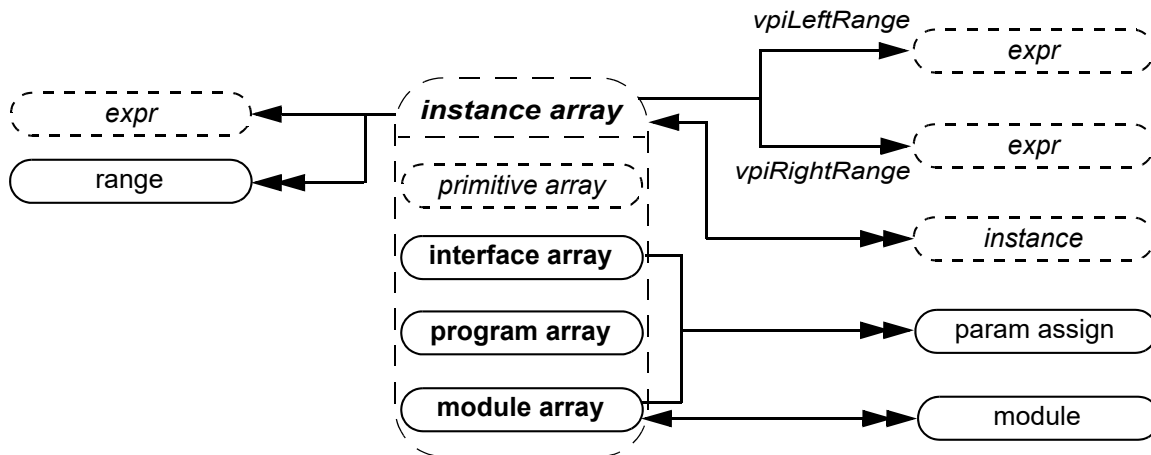 vpiLeftRange
expr
expr
instance array
expr
range
vpiRightRange
primitive array
interface array
instance
program array
param assign
module array
module